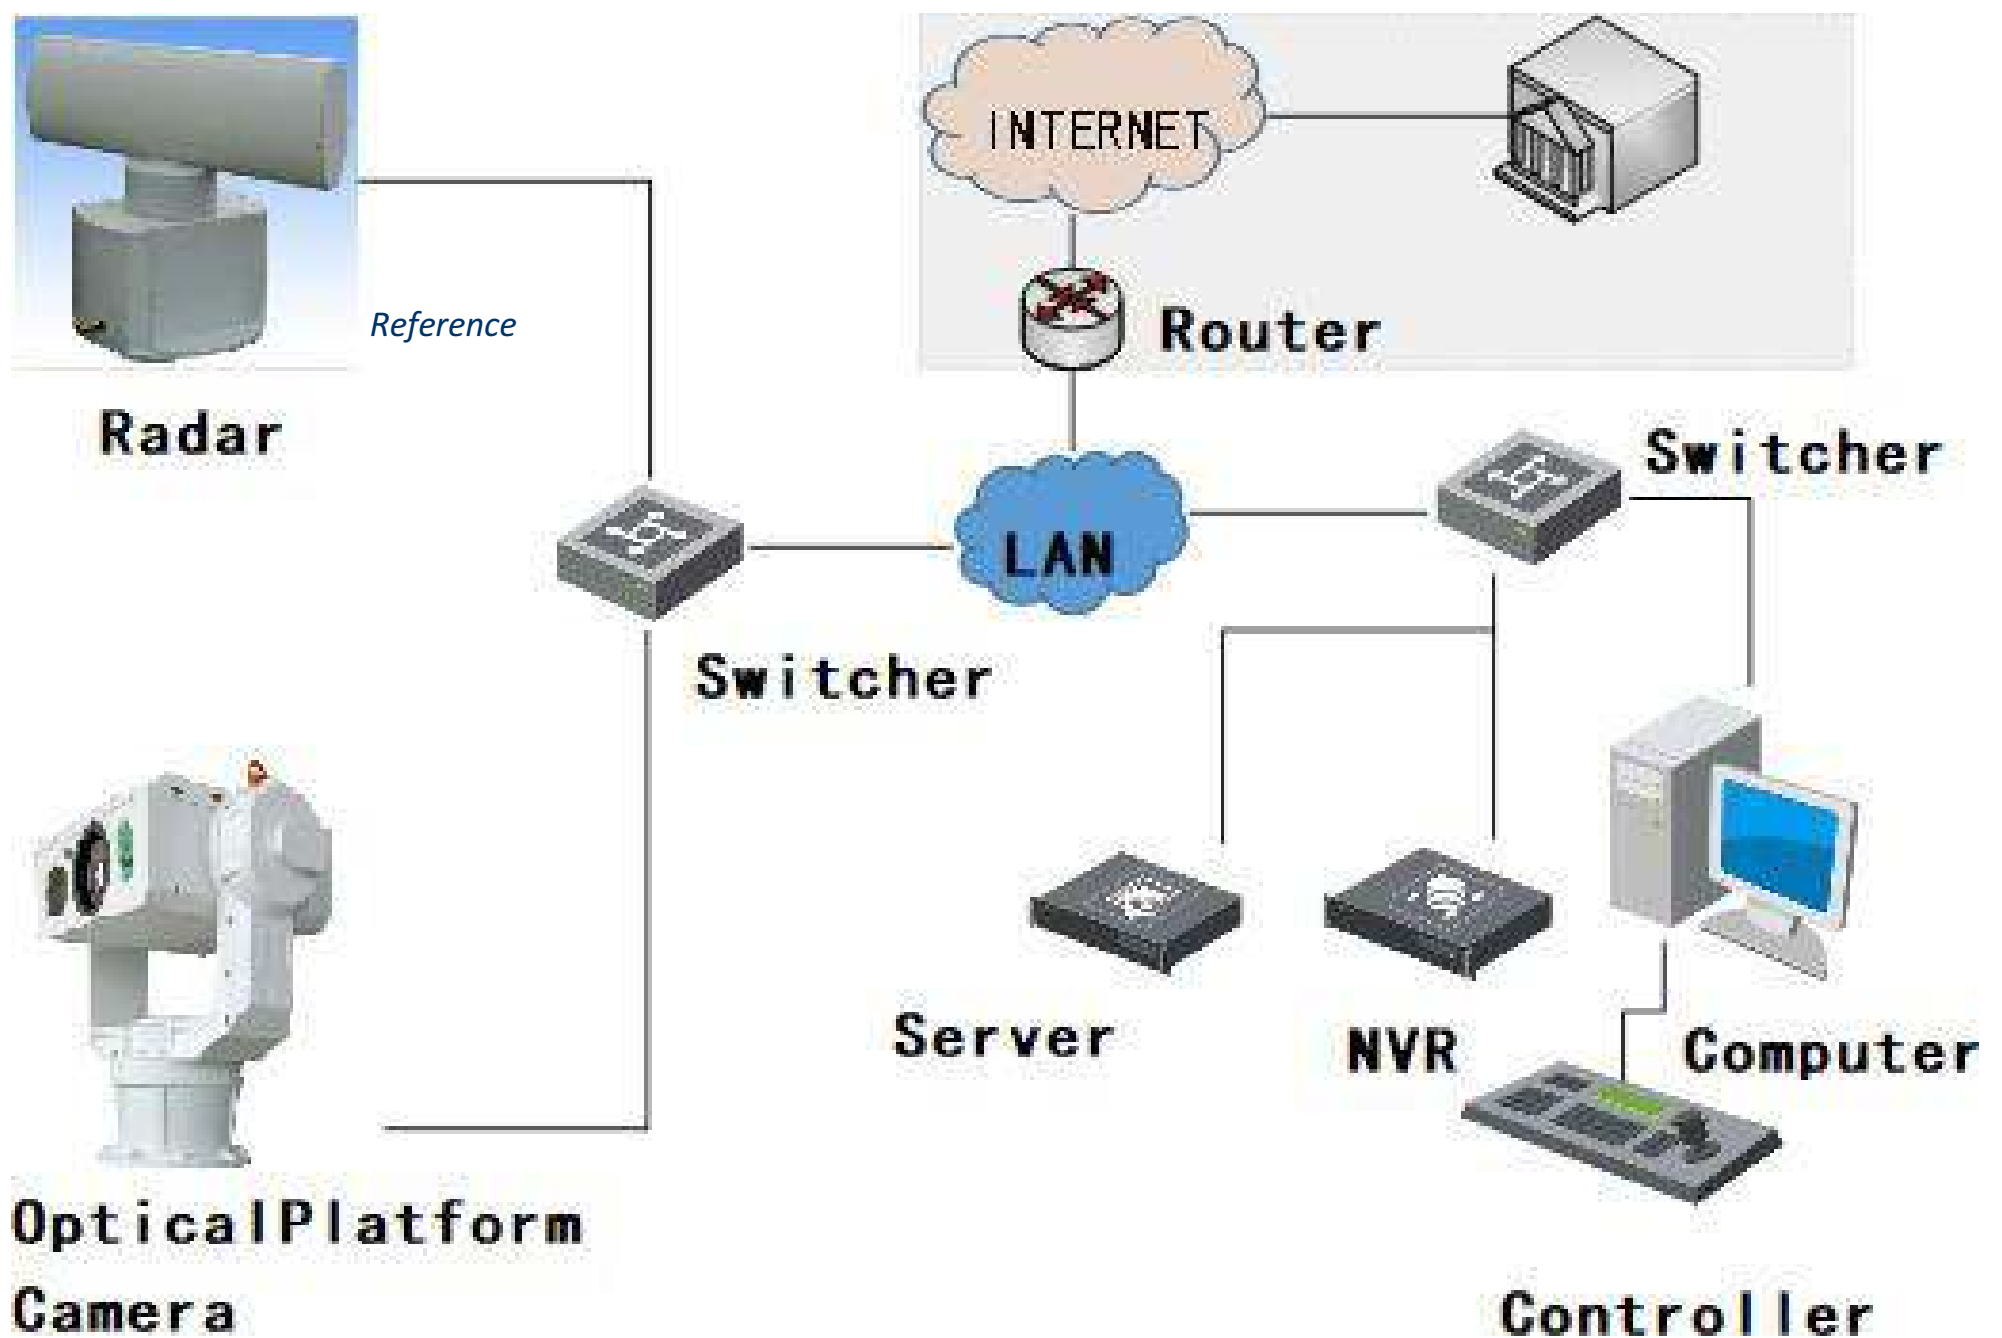 INTERNET
Router
Reference
Radar
Switcher
LAN
Switcher
Server
NVR
Computer
OpticalPlatform
Camera
Controller